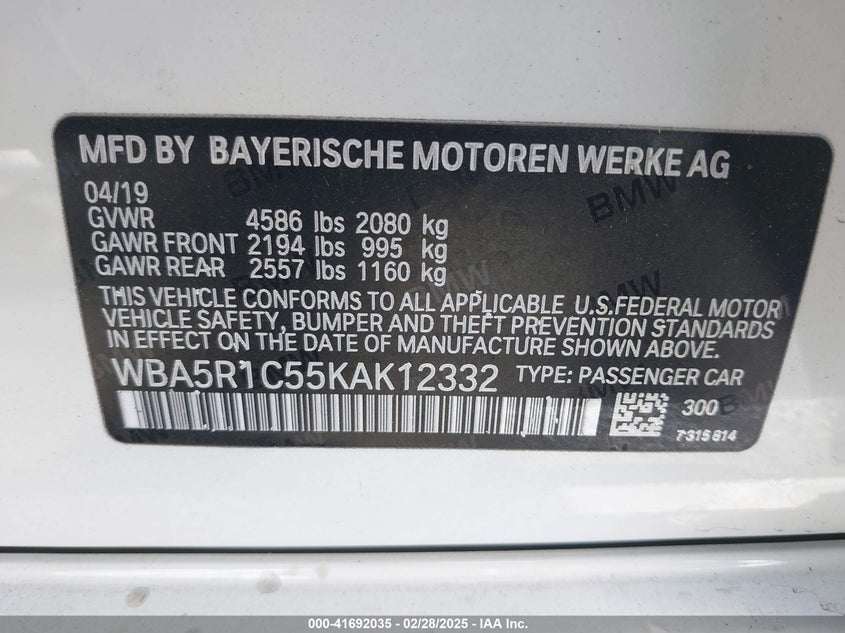 MFD BY BAYERISCHE MOTOREN WERKE AG
04/19
GVWR 4586 lbs 2080 kg
GAWR FRONT 2194 lbs 995 kg
GAWR REAR 2557 lbs 1160 kg
THIS VEHICLE CONFORMS TO ALL APPLICABLE U.S.FEDERAL MOTOR
VEHICLE SAFETY, BUMPER AND THEFT PREVENTION STANDARDS
IN EFFECT ON THE DATE OF MANUFACTURE SHOWN ABOVE.
WBA5R1C55KAK12332 TYPE: PASSENGER CAR
300
7315814
000-41692035 - 02/28/2025 - IAA Inc.